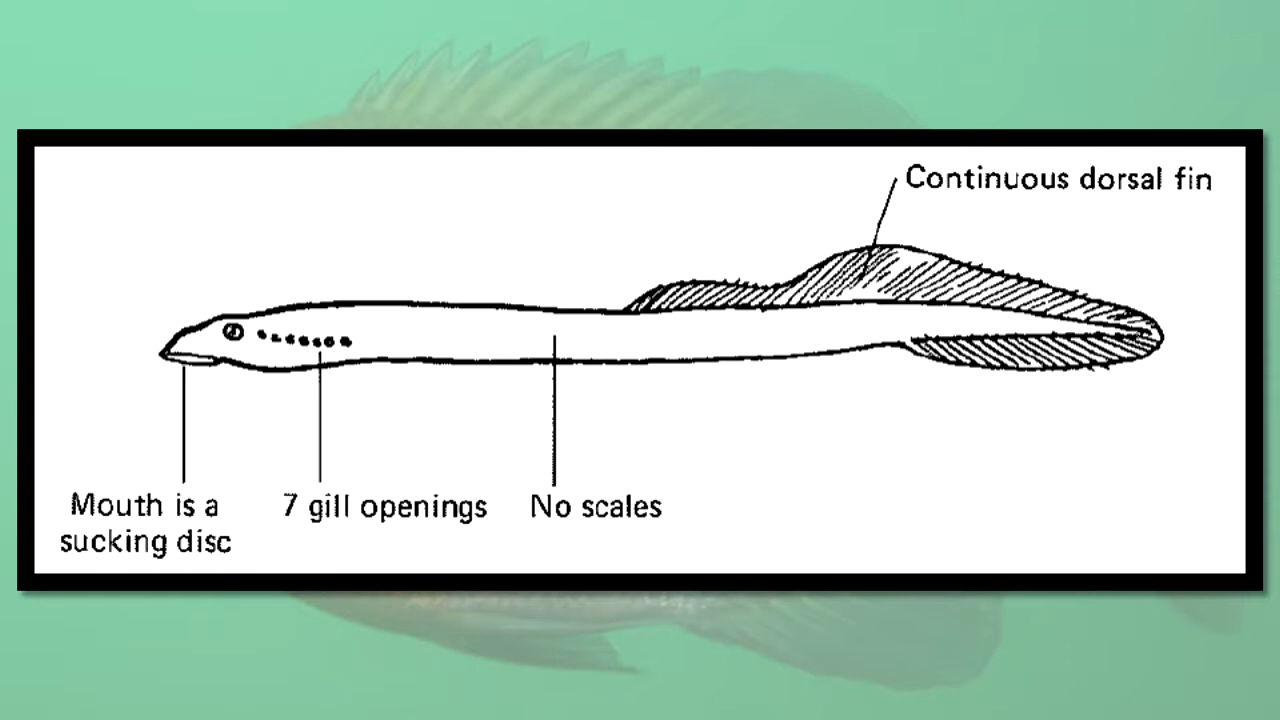 Continuous dorsal fin
Mouth is a
sucking disc
7 gill openings
No scales